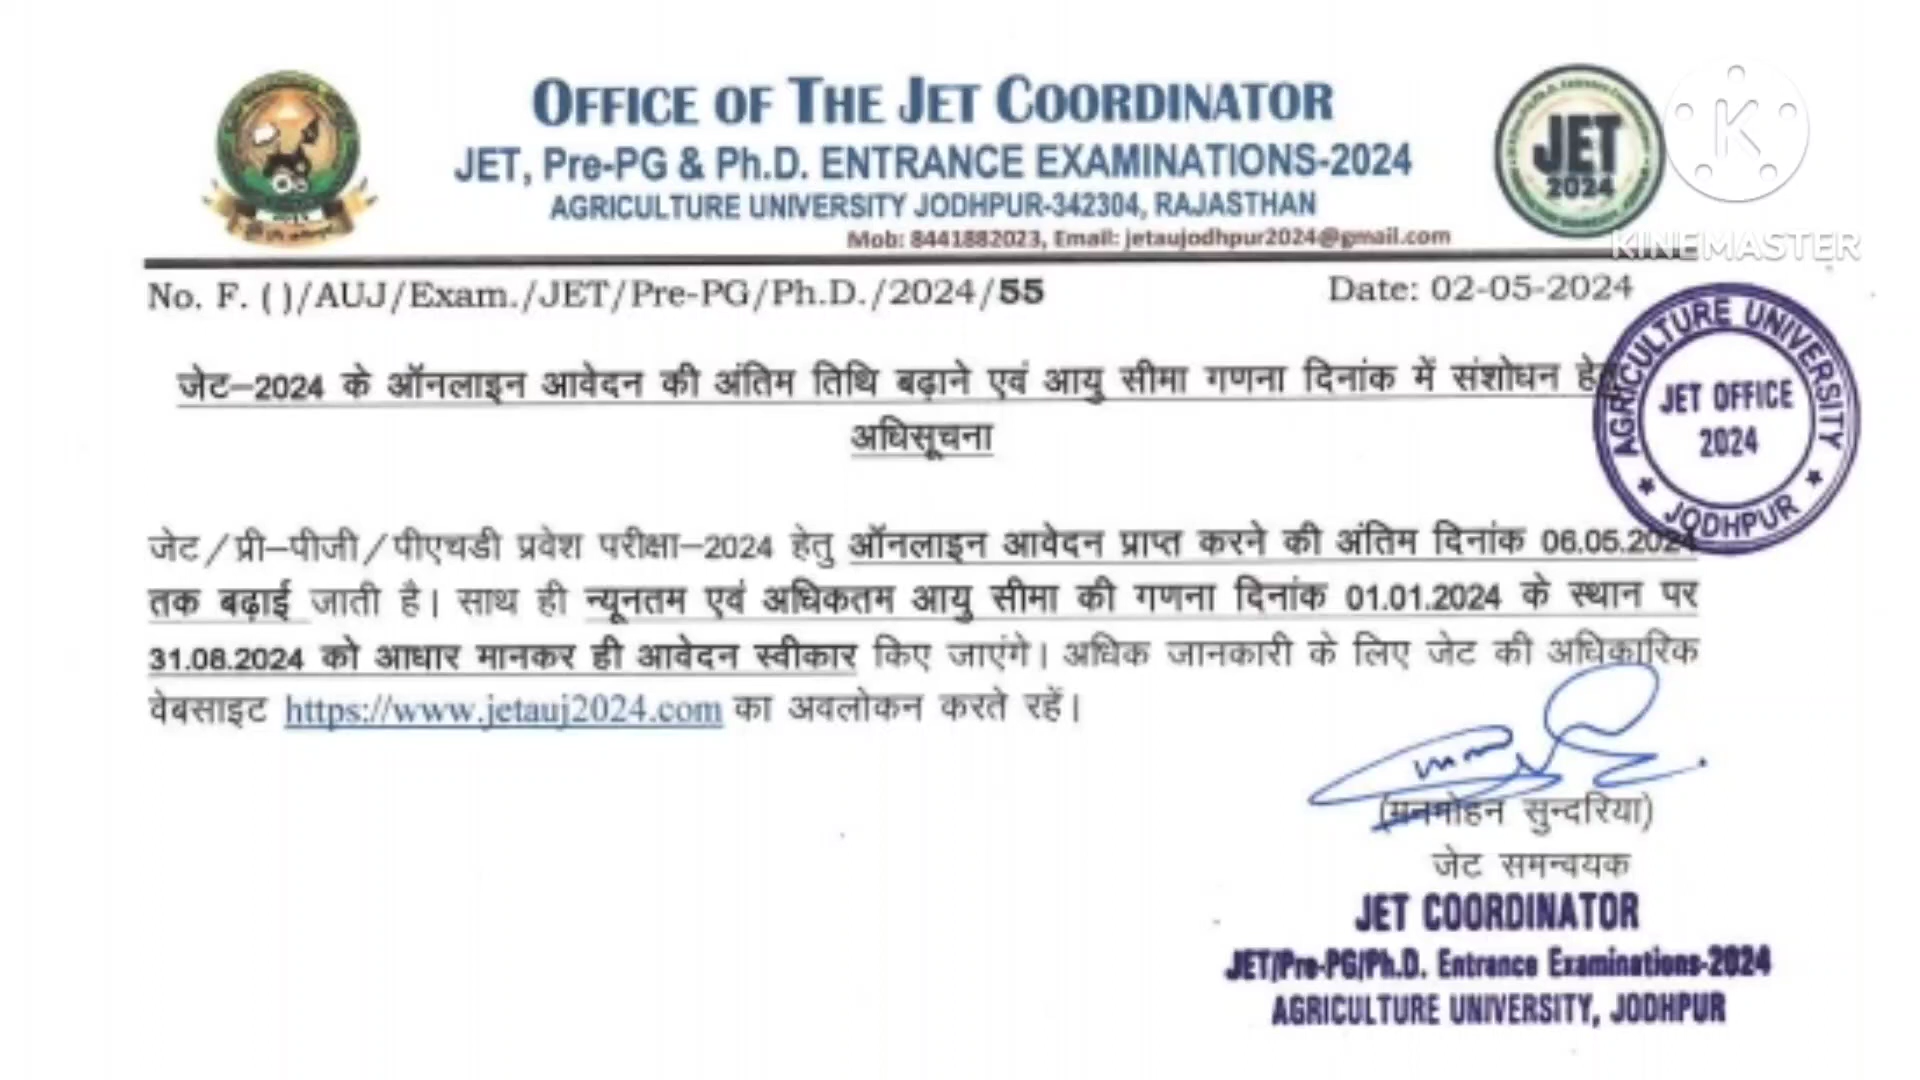 OFFICE OF THE JET COORDINATOR
JET, Pre-PG & Ph.D. ENTRANCE EXAMINATIONS-2024
AGRICULTURE UNIVERSITY JODHPUR-342304, RAJASTHAN
Mob: 8441882023, Email: jetaujodhpur2024@gmail.com
JET
2024
K
KINEMASTER
No. F. ( )/AUJ/Exam./JET/Pre-PG/Ph.D./2024/55
Date: 02-05-2024
AGRICULTURE UNIVERSITY
JET OFFICE
2024
JODHPUR
जेट–2024 के ऑनलाइन आवेदन की अंतिम तिथि बढ़ाने एवं आयु सीमा गणना दिनांक में संशोधन
अधिसूचना
जेट/प्री–पीजी/पीएचडी प्रवेश परीक्षा–2024 हेतु ऑनलाइन आवेदन प्राप्त करने की अंतिम दिनांक 06.05.2024
तक बढ़ाई जाती है। साथ ही न्यूनतम एवं अधिकतम आयु सीमा की गणना दिनांक 01.01.2024 के स्थान पर
31.08.2024 को आधार मानकर ही आवेदन स्वीकार किए जाएंगे। अधिक जानकारी के लिए जेट की अधिकारिक
वेबसाइट https://www.jetauj2024.com का अवलोकन करते रहें।
(मनमोहन सुन्दरिया)
जेट समन्वयक
JET COORDINATOR
JET/Pre-PG/Ph.D. Entrance Examinations-2024
AGRICULTURE UNIVERSITY, JODHPUR